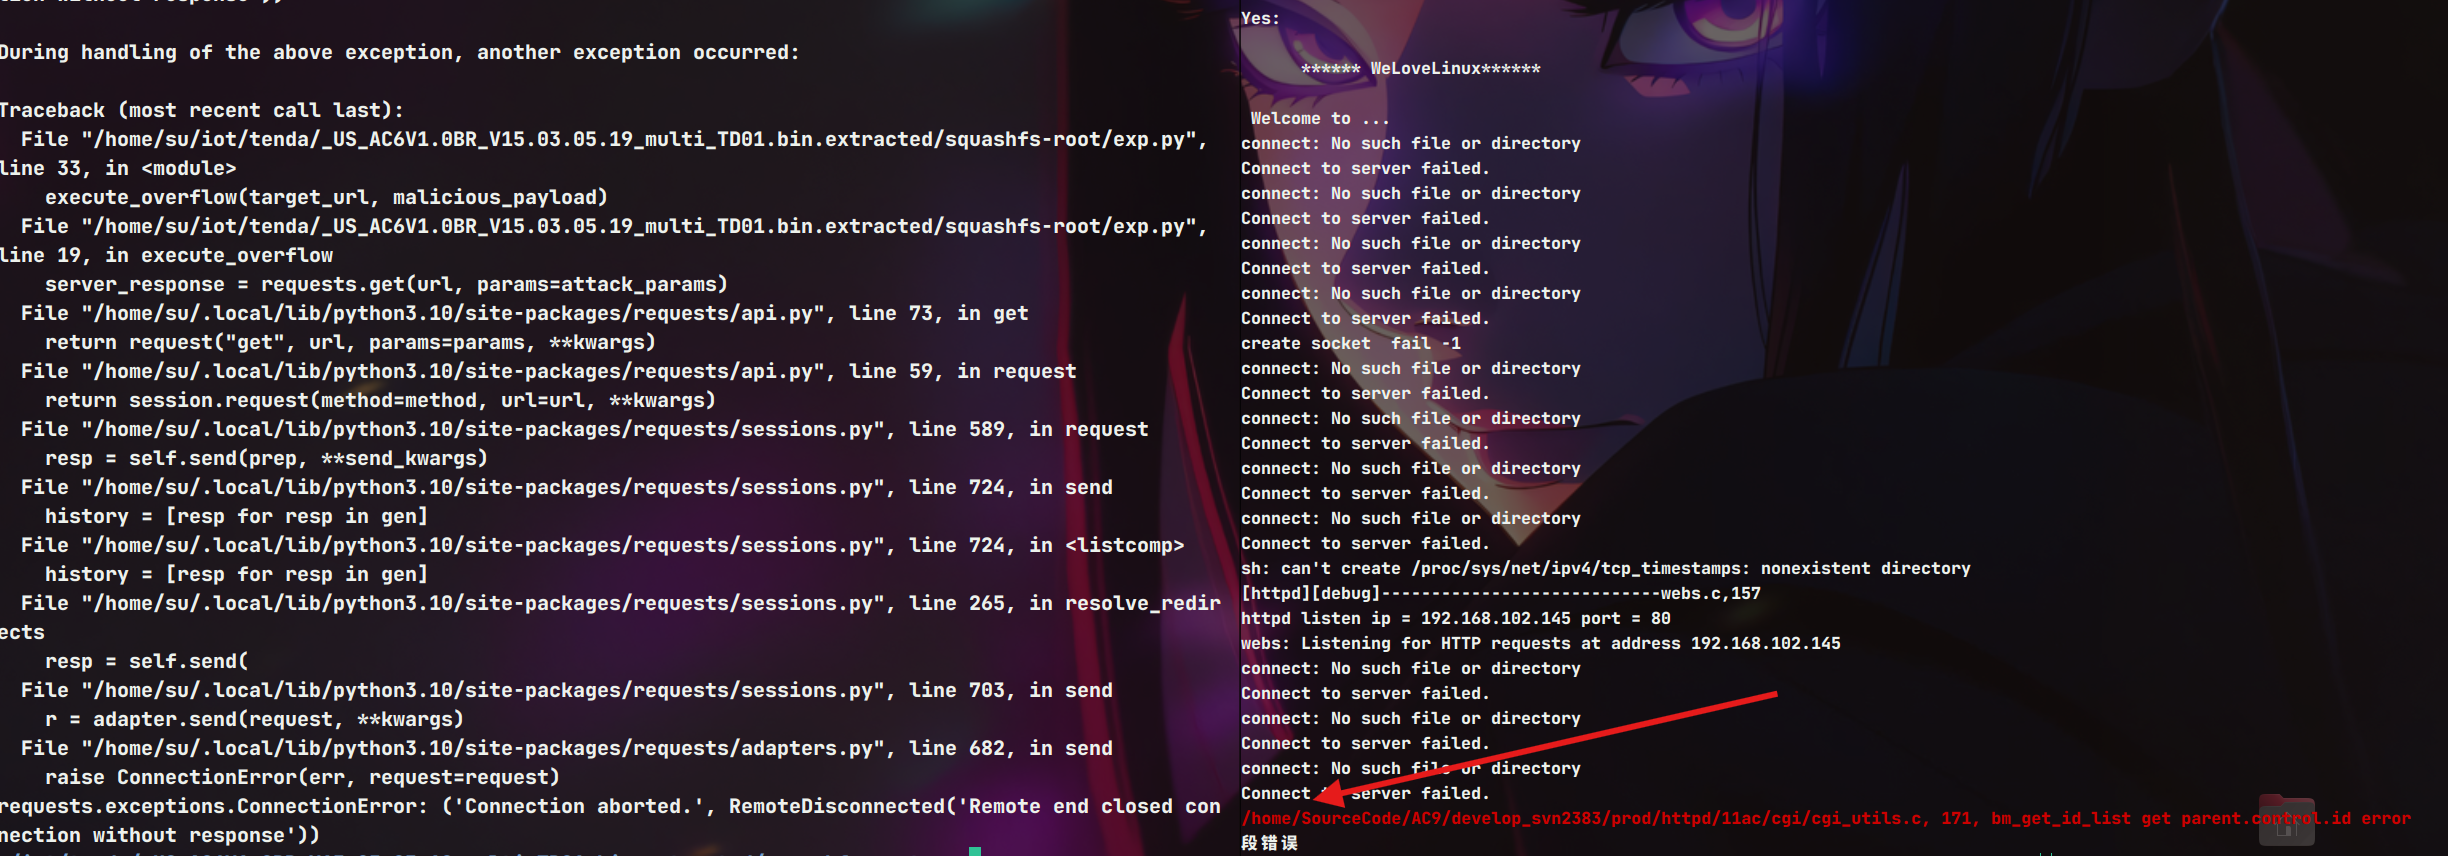 During handling of the above exception, another exception occurred:
Traceback (most recent call last):
File "/home/su/iot/tenda/_US_AC6V1.0BR_V15.03.05.19_multi_TD01.bin.extracted/squashfs-root/exp.py",
line 33, in <module>
execute_overflow(target_url, malicious_payload)
File "/home/su/iot/tenda/_US_AC6V1.0BR_V15.03.05.19_multi_TD01.bin.extracted/squashfs-root/exp.py",
line 19, in execute_overflow
server_response = requests.get(url, params=attack_params)
File "/home/su/.local/lib/python3.10/site-packages/requests/api.py", line 73, in get
return request("get", url, params=params, **kwargs)
File "/home/su/.local/lib/python3.10/site-packages/requests/api.py", line 59, in request
return session.request(method=method, url=url, **kwargs)
File "/home/su/.local/lib/python3.10/site-packages/requests/sessions.py", line 589, in request
resp = self.send(prep, **send_kwargs)
File "/home/su/.local/lib/python3.10/site-packages/requests/sessions.py", line 724, in send
history = [resp for resp in gen]
File "/home/su/.local/lib/python3.10/site-packages/requests/sessions.py", line 724, in <listcomp>
history = [resp for resp in gen]
File "/home/su/.local/lib/python3.10/site-packages/requests/sessions.py", line 265, in resolve_redir
ects
resp = self.send(
File "/home/su/.local/lib/python3.10/site-packages/requests/sessions.py", line 703, in send
r = adapter.send(request, **kwargs)
File "/home/su/.local/lib/python3.10/site-packages/requests/adapters.py", line 682, in send
raise ConnectionError(err, request=request)
requests.exceptions.ConnectionError: ('Connection aborted.', RemoteDisconnected('Remote end closed con
nection without response'))
Yes:
****** WeLoveLinux******
Welcome to ...
connect: No such file or directory
Connect to server failed.
connect: No such file or directory
Connect to server failed.
connect: No such file or directory
Connect to server failed.
connect: No such file or directory
Connect to server failed.
create socket  fail -1
connect: No such file or directory
Connect to server failed.
connect: No such file or directory
Connect to server failed.
connect: No such file or directory
Connect to server failed.
connect: No such file or directory
Connect to server failed.
sh: can't create /proc/sys/net/ipv4/tcp_timestamps: nonexistent directory
[httpd][debug]----------------------------webs.c,157
httpd listen ip = 192.168.102.145 port = 80
webs: Listening for HTTP requests at address 192.168.102.145
connect: No such file or directory
Connect to server failed.
connect: No such file or directory
Connect to server failed.
connect: No such file or directory
Connect to server failed.
/home/SourceCode/AC9/develop_svn2383/prod/httpd/11ac/cgi/cgi_utils.c, 171, bm_get_id_list get parent.control.id error
段错误